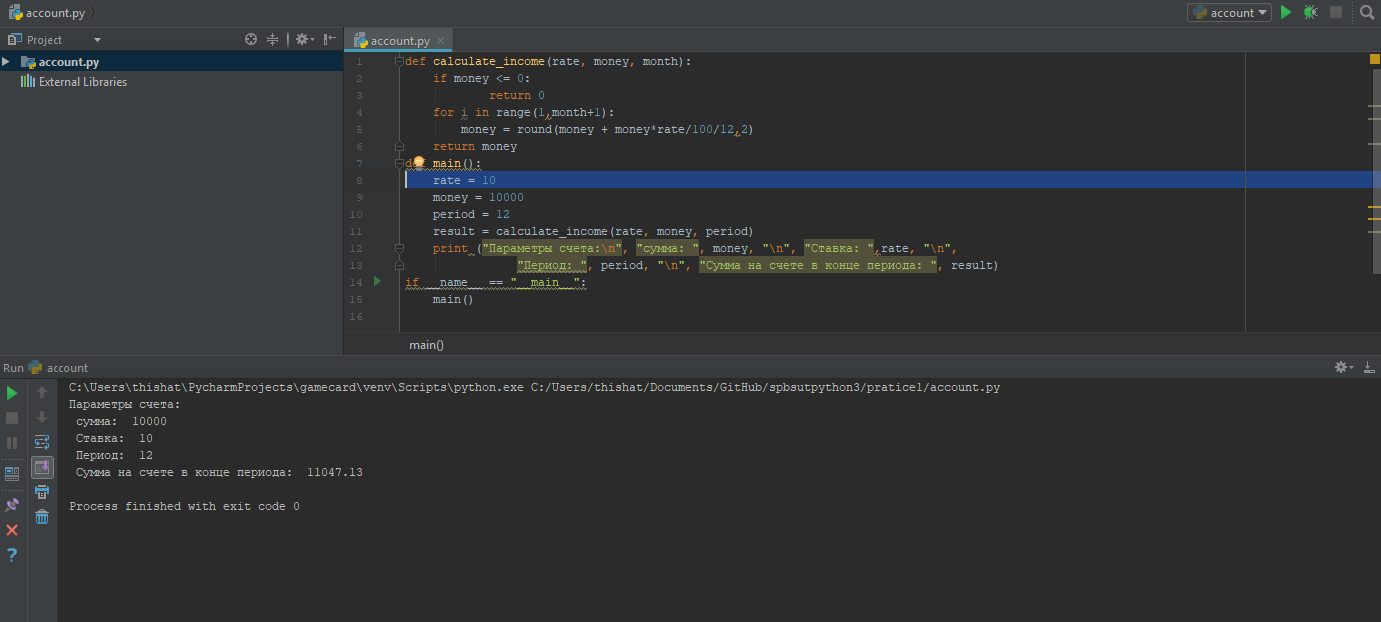 account.py
account
Project
account.py
account.py
External Libraries
1 def calculate_income(rate, money, month):
2 if money <= 0:
3 return 0
4 for i in range(1,month+1):
5 money = round(money + money*rate/100/12,2)
6 return money
7 def main():
8 rate = 10
9 money = 10000
10 period = 12
11 result = calculate_income(rate, money, period)
12 print ("Параметры счета:\n", "сумма: ", money, "\n", "Ставка: ",rate, "\n",
13 "Период: ", period, "\n", "Сумма на счете в конце периода: ", result)
14 if __name__ == "__main__":
15 main()
16
main()
Run account
C:\Users\thishat\PycharmProjects\gamecard\venv\Scripts\python.exe C:/Users/thishat/Documents/GitHub/spbsutpython3/pratice1/account.py
Параметры счета:
сумма: 10000
Ставка: 10
Период: 12
Сумма на счете в конце периода: 11047.13
Process finished with exit code 0